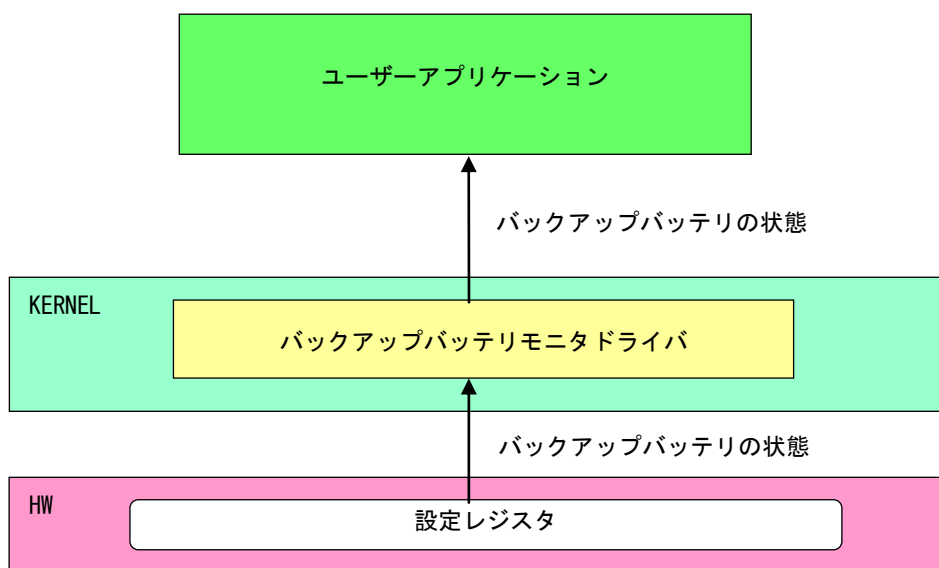 ユーザーアプリケーション
バックアップバッテリの状態
KERNEL
バックアップバッテリモニタドライバ
バックアップバッテリの状態
HW
設定レジスタ